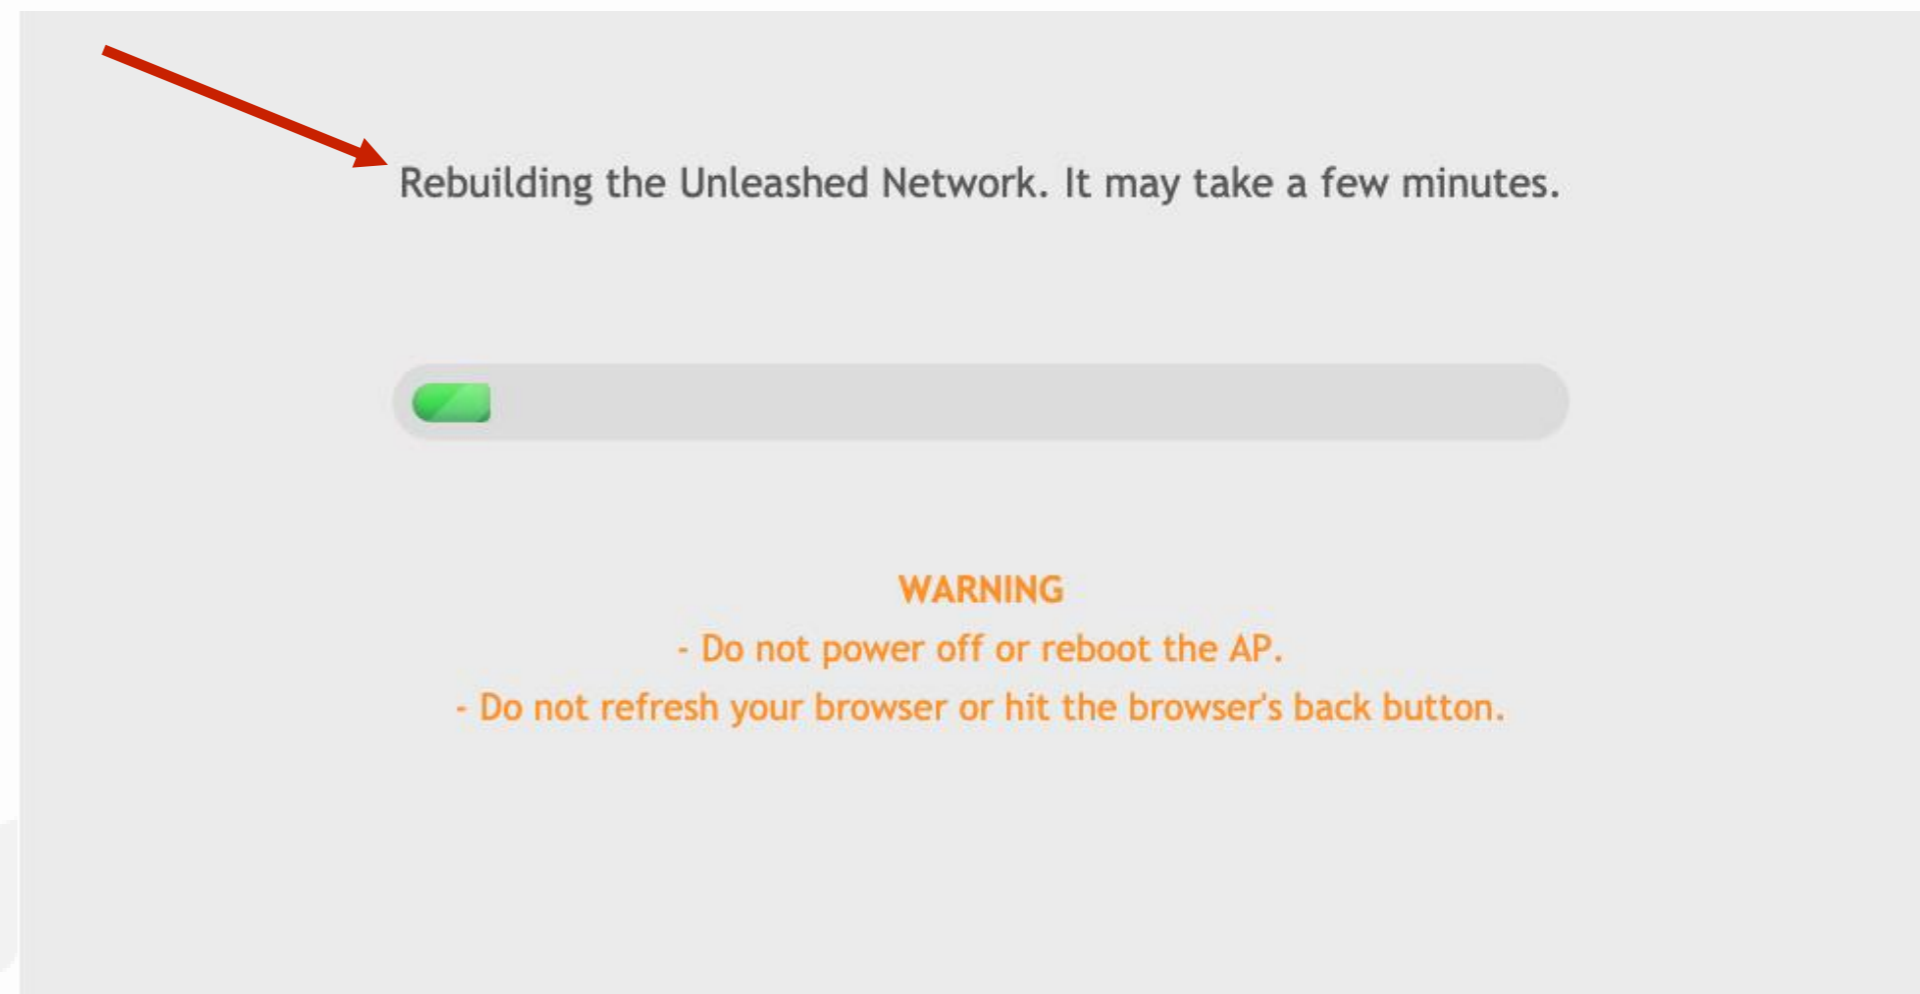 Rebuilding the Unleashed Network. It may take a few minutes.
WARNING
- Do not power off or reboot the AP.
- Do not refresh your browser or hit the browser's back button.